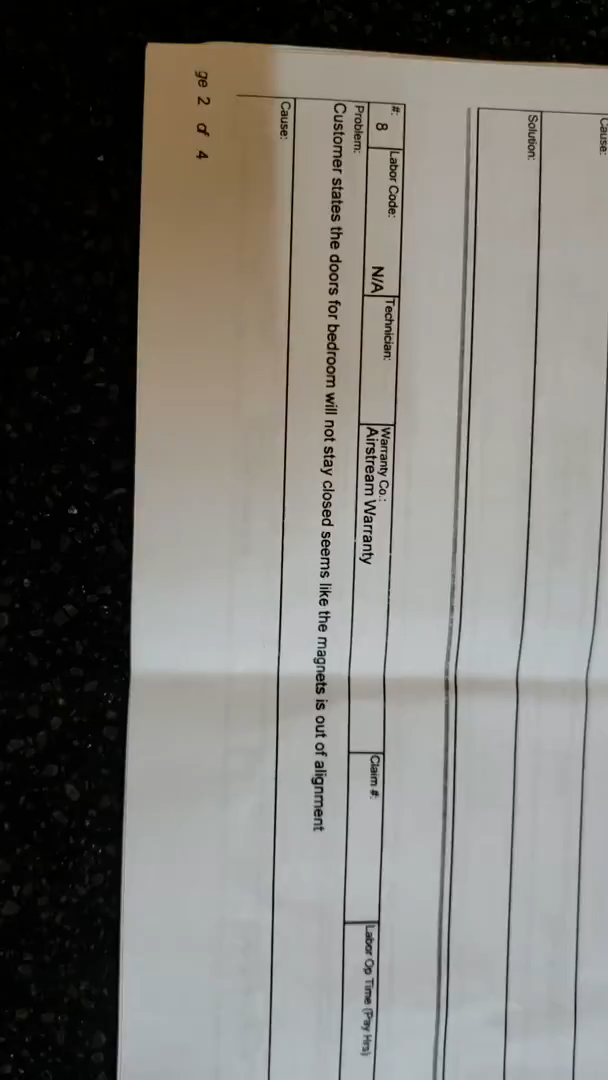 Cause:
Solution:
#: Labor Code: Technician: Warranty Co.: Claim #: Labor Op Time (Pay Hrs)
8 N/A Airstream Warranty
Problem:
Customer states the doors for bedroom will not stay closed seems like the magnets is out of alignment
Cause:
ge 2 of 4